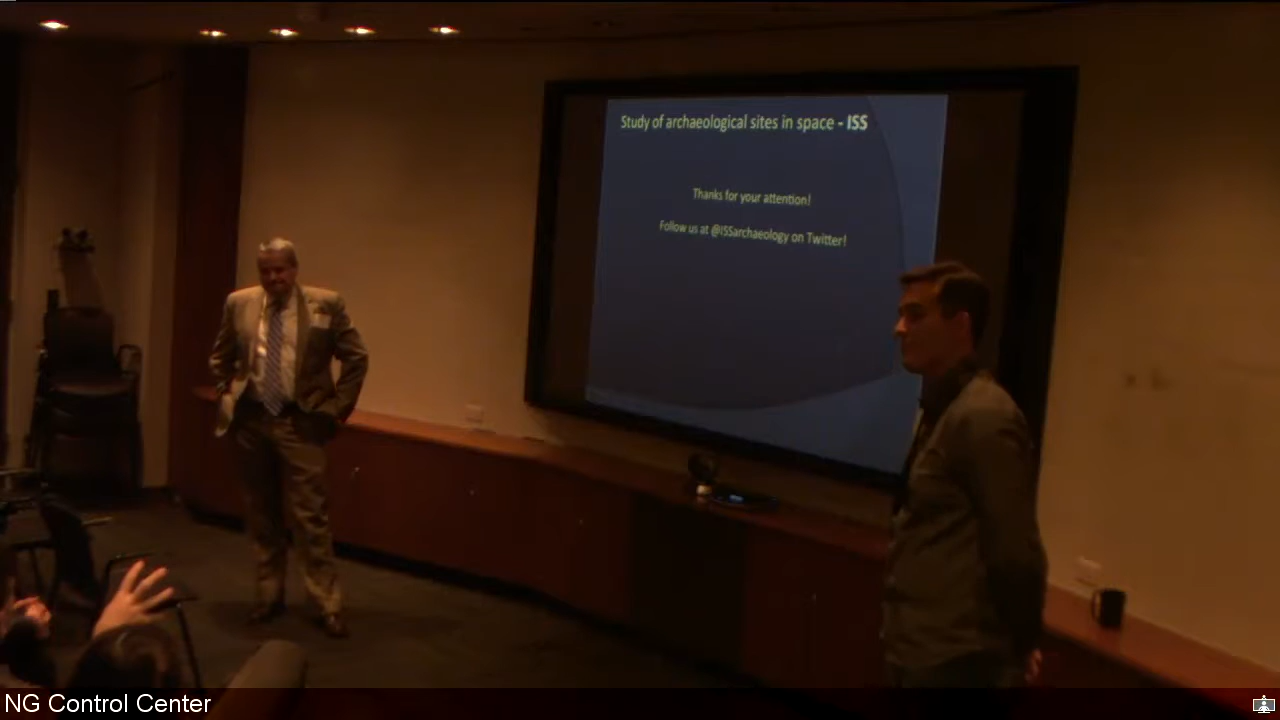 Study of archaeological sites in space - ISS
Thanks for your attention!
Follow us at @ISSarchaeology on Twitter!
NG Control Center